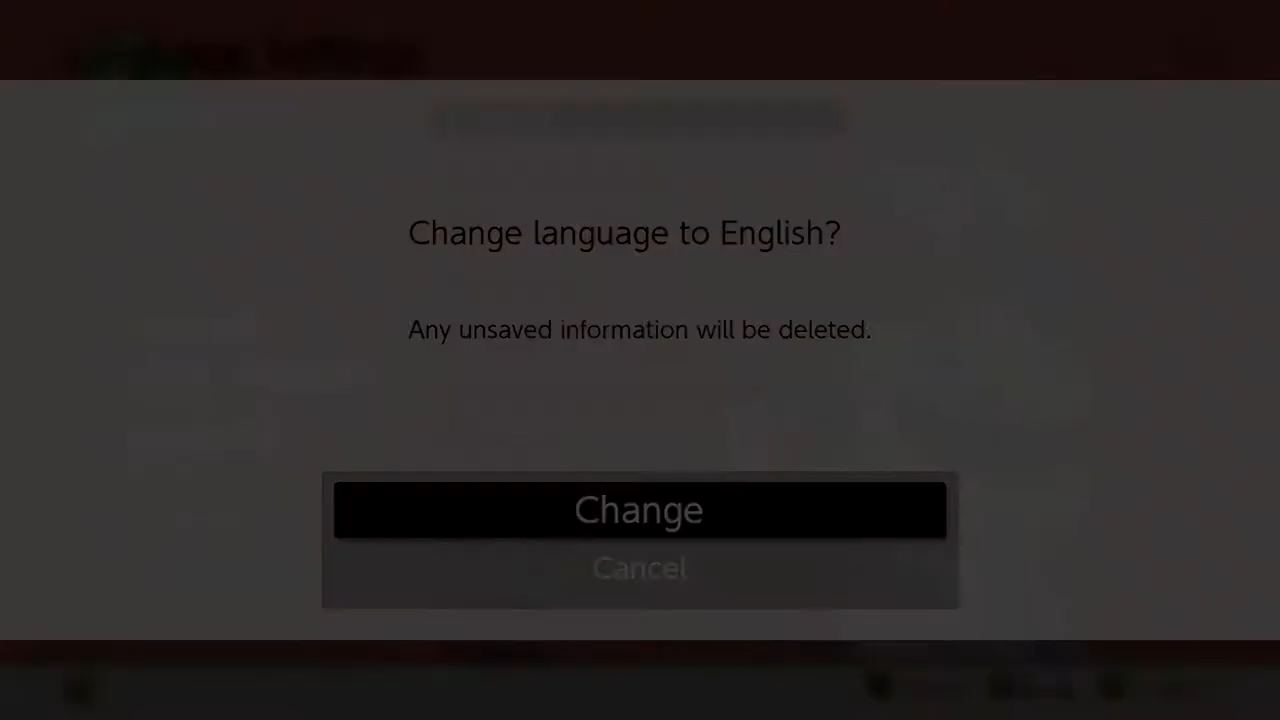 Change language to English?
Any unsaved information will be deleted.
Change
Cancel